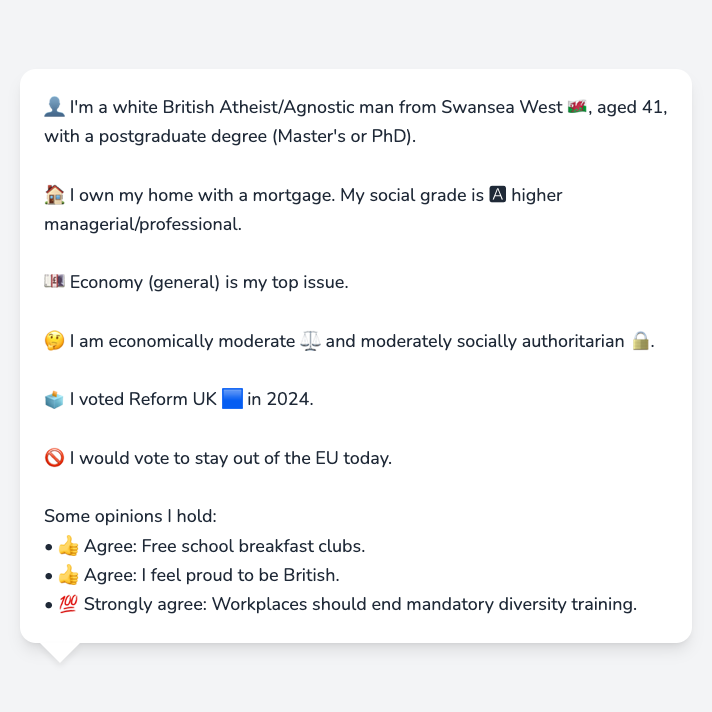 👤 I'm a white British Atheist/Agnostic man from Swansea West 🏴󠁧󠁢󠁷󠁬󠁳󠁿, aged 41,
with a postgraduate degree (Master's or PhD).
🏠 I own my home with a mortgage. My social grade is 🅰 higher
managerial/professional.
💷 Economy (general) is my top issue.
🤔 I am economically moderate ⚖️ and moderately socially authoritarian 🔒.
🗳️ I voted Reform UK 🟦 in 2024.
🚫 I would vote to stay out of the EU today.
Some opinions I hold:
• 👍 Agree: Free school breakfast clubs.
• 👍 Agree: I feel proud to be British.
• 💯 Strongly agree: Workplaces should end mandatory diversity training.